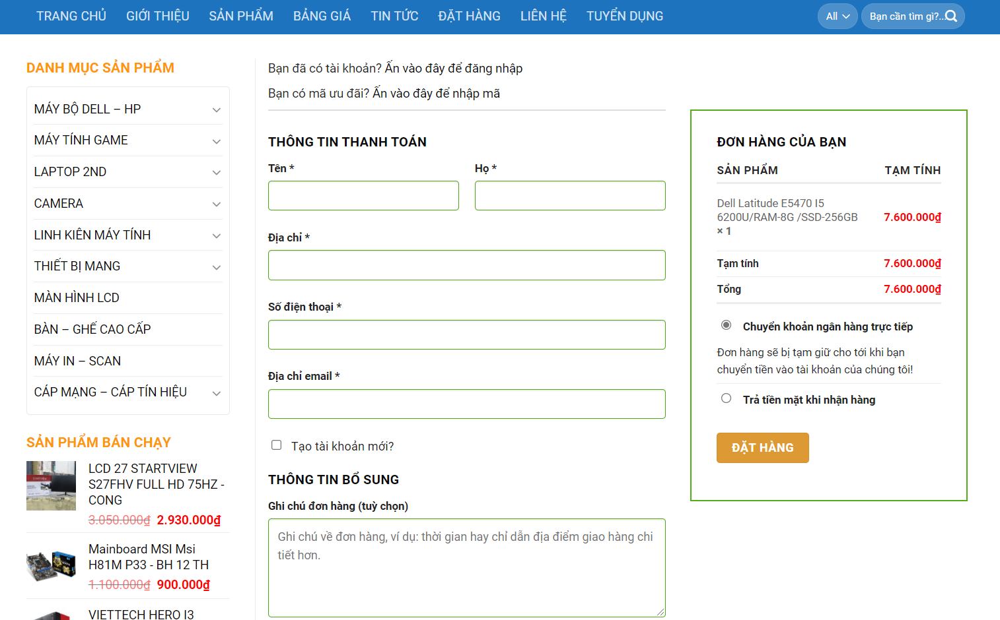 TRANG CHỦ GIỚI THIỆU SẢN PHẨM BẢNG GIÁ TIN TỨC ĐẶT HÀNG LIÊN HỆ TUYỂN DỤNG All Bạn cần tìm gì?...
DANH MỤC SẢN PHẨM
MÁY BỘ DELL – HP
MÁY TÍNH GAME
LAPTOP 2ND
CAMERA
LINH KIÊN MÁY TÍNH
THIẾT BỊ MANG
MÀN HÌNH LCD
BÀN – GHẾ CAO CẤP
MÁY IN – SCAN
CÁP MẠNG – CÁP TÍN HIỆU
SẢN PHẨM BÁN CHẠY
LCD 27 STARTVIEW
S27FHV FULL HD 75HZ -
CONG
3.050.000₫ 2.930.000₫
Mainboard MSI Msi
H81M P33 - BH 12 TH
1.100.000₫ 900.000₫
VIETTECH HERO I3
Bạn đã có tài khoản? Ấn vào đây để đăng nhập
Bạn có mã ưu đãi? Ấn vào đây để nhập mã
THÔNG TIN THANH TOÁN
Tên * Họ *
Địa chỉ *
Số điện thoại *
Địa chỉ email *
Tạo tài khoản mới?
THÔNG TIN BỔ SUNG
Ghi chú đơn hàng (tuỳ chọn)
Ghi chú về đơn hàng, ví dụ: thời gian hay chỉ dẫn địa điểm giao hàng chi
tiết hơn.
ĐƠN HÀNG CỦA BẠN
SẢN PHẨM TẠM TÍNH
Dell Latitude E5470 I5
6200U/RAM-8G /SSD-256GB 7.600.000₫
× 1
Tạm tính 7.600.000₫
Tổng 7.600.000₫
Chuyển khoản ngân hàng trực tiếp
Đơn hàng sẽ bị tạm giữ cho tới khi bạn
chuyển tiền vào tài khoản của chúng tôi!
Trả tiền mặt khi nhận hàng
ĐẶT HÀNG